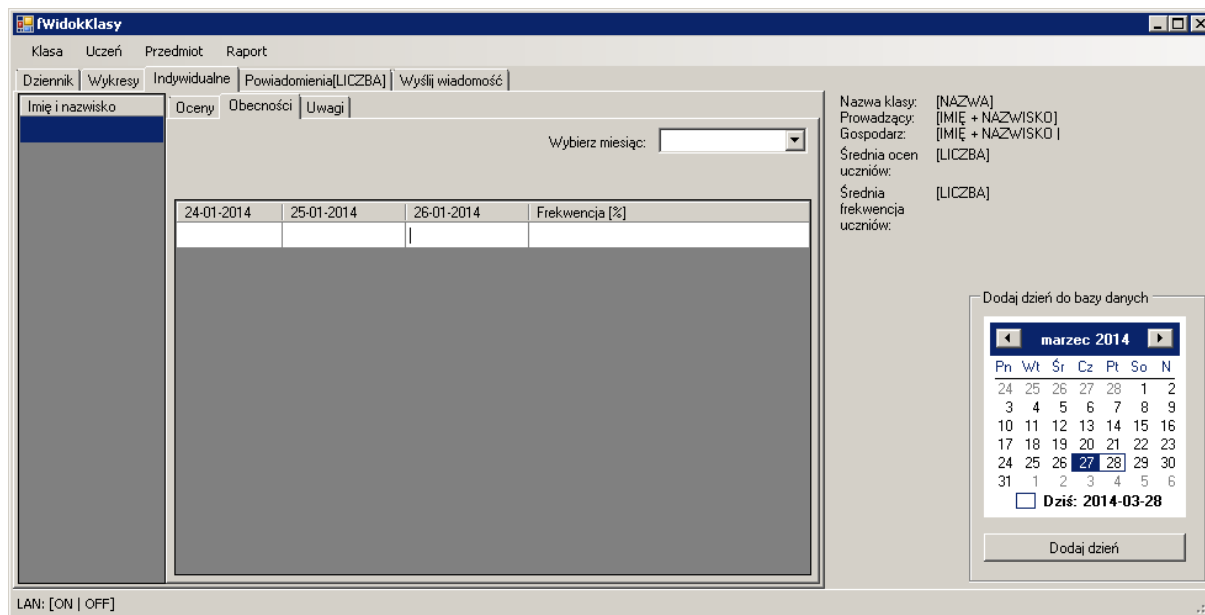 fWidokKlasy
Klasa Uczeń Przedmiot Raport
Dziennik Wykresy Indywidualne Powiadomienia[LICZBA] Wyślij wiadomość
Imię i nazwisko
Oceny Obecności Uwagi
Wybierz miesiąc:
24-01-2014 25-01-2014 26-01-2014 Frekwencja [%]
Nazwa klasy: [NAZWA]
Prowadzący: [IMIĘ + NAZWISKO]
Gospodarz: [IMIĘ + NAZWISKO |
Średnia ocen [LICZBA]
uczniów:
Średnia [LICZBA]
frekwencja
uczniów:
Dodaj dzień do bazy danych
marzec 2014
Pn Wt Śr Cz Pt So N
24 25 26 27 28 1 2
3 4 5 6 7 8 9
10 11 12 13 14 15 16
17 18 19 20 21 22 23
24 25 26 27 28 29 30
31 1 2 3 4 5 6
Dziś: 2014-03-28
Dodaj dzień
LAN: [ON | OFF]